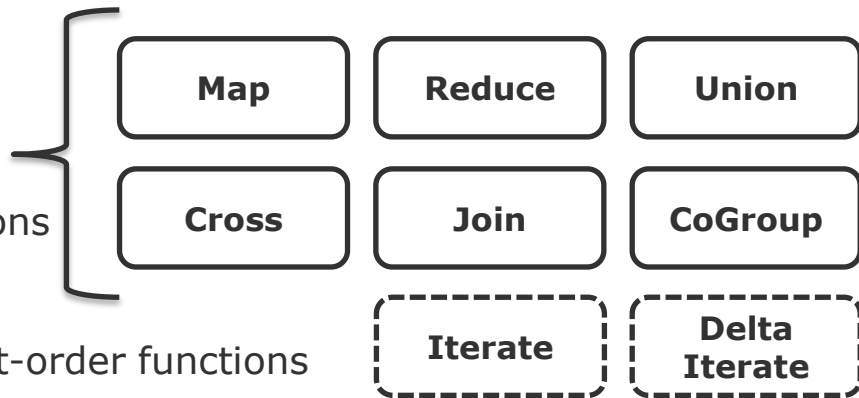 Map Reduce Union
ons Cross Join CoGroup
t-order functions Iterate Delta
Iterate